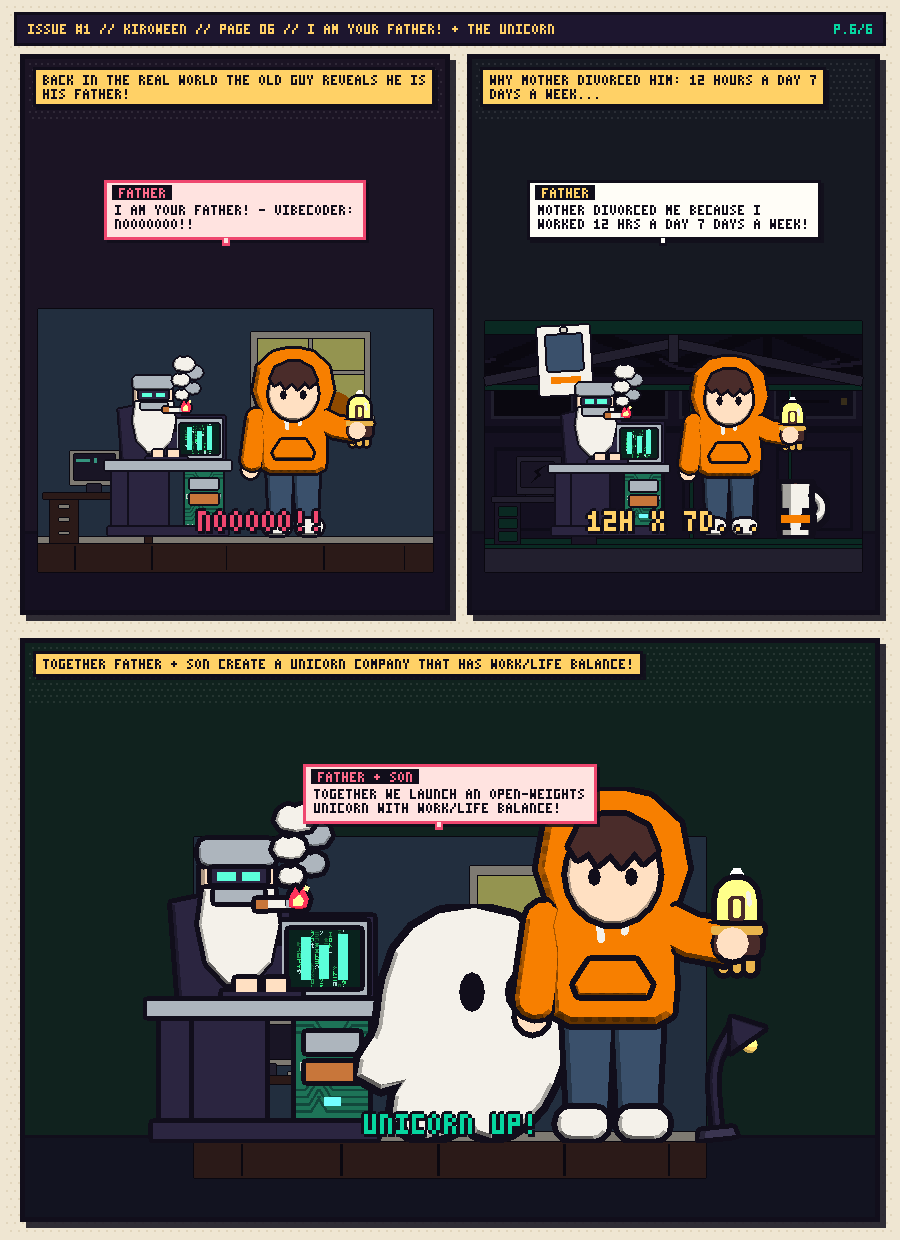 ISSUE #1 // KIROWEEN // PAGE 06 // I AM YOUR FATHER! + THE UNICORN
P.6/6
BACK IN THE REAL WORLD THE OLD GUY REVEALS HE IS
HIS FATHER!
FATHER
I AM YOUR FATHER! - VIBECODER:
NOOOOOOO!!
NOOOOO!!
WHY MOTHER DIVORCED HIM: 12 HOURS A DAY 7
DAYS A WEEK...
FATHER
MOTHER DIVORCED ME BECAUSE I
WORKED 12 HRS A DAY 7 DAYS A WEEK!
12H X 7D..
TOGETHER FATHER + SON CREATE A UNICORN COMPANY THAT HAS WORK/LIFE BALANCE!
FATHER + SON
TOGETHER WE LAUNCH AN OPEN-WEIGHTS
UNICORN WITH WORK/LIFE BALANCE!
UNICORN UP!